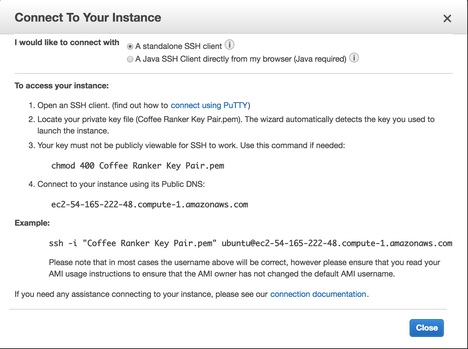 Connect To Your Instance
×
I would like to connect with
A standalone SSH client
A Java SSH Client directly from my browser (Java required)
To access your instance:
1. Open an SSH client. (find out how to connect using PuTTY)
2. Locate your private key file (Coffee Ranker Key Pair.pem). The wizard automatically detects the key you used to
launch the instance.
3. Your key must not be publicly viewable for SSH to work. Use this command if needed:
chmod 400 Coffee Ranker Key Pair.pem
4. Connect to your instance using its Public DNS:
ec2-54-165-222-48.compute-1.amazonaws.com
Example:
ssh -i "Coffee Ranker Key Pair.pem" ubuntu@ec2-54-165-222-48.compute-1.amazonaws.com
Please note that in most cases the username above will be correct, however please ensure that you read your
AMI usage instructions to ensure that the AMI owner has not changed the default AMI username.
If you need any assistance connecting to your instance, please see our connection documentation.
Close